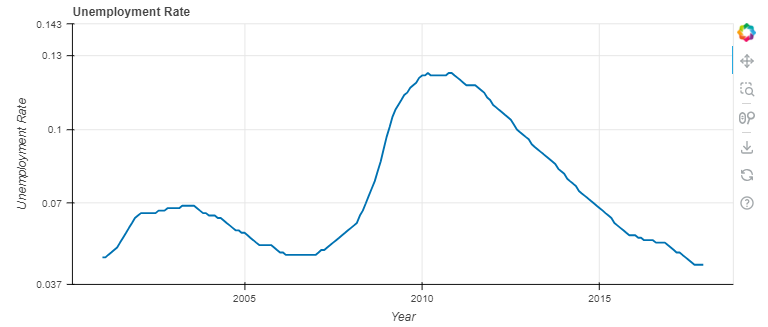 Unemployment Rate
0.143
0.13
0.1
0.07
0.037
Unemployment Rate
2005
2010
2015
Year